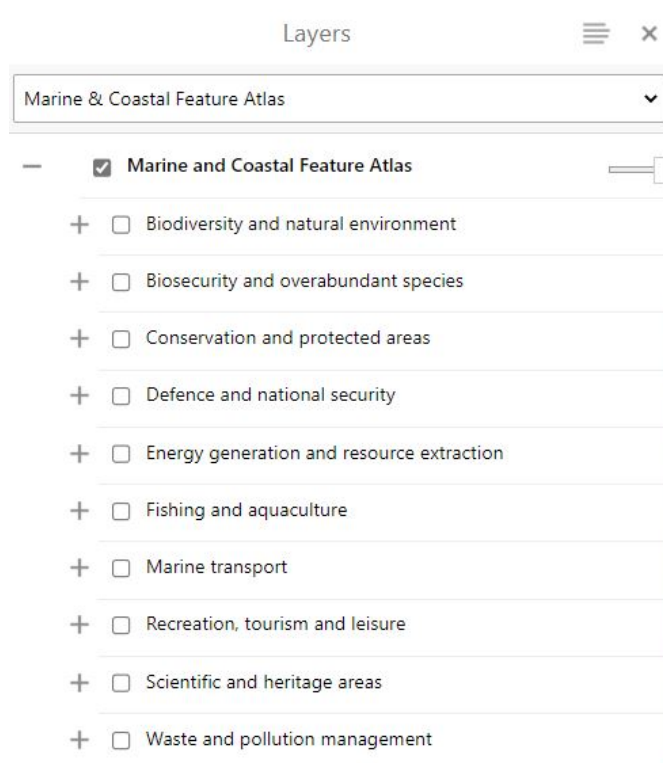 Layers
Marine & Coastal Feature Atlas
Marine and Coastal Feature Atlas
Biodiversity and natural environment
Biosecurity and overabundant species
Conservation and protected areas
Defence and national security
Energy generation and resource extraction
Fishing and aquaculture
Marine transport
Recreation, tourism and leisure
Scientific and heritage areas
Waste and pollution management